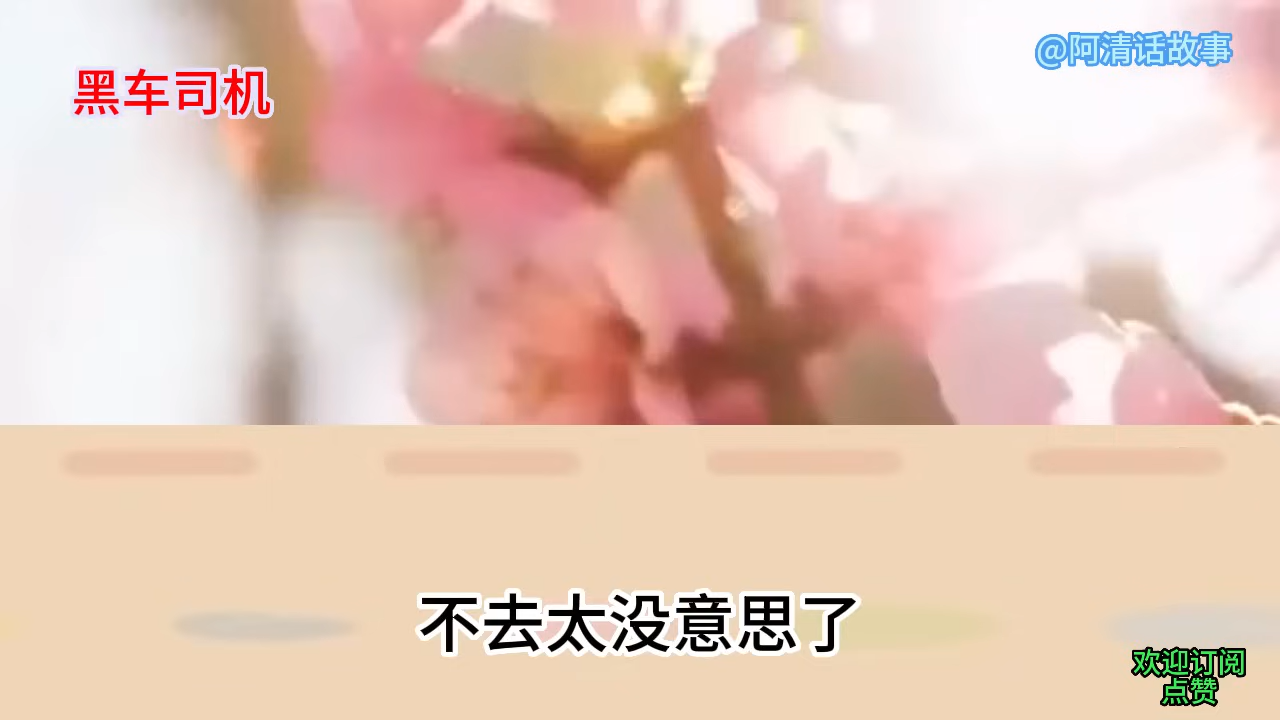 @阿清话故事
黑车司机
不去太没意思了
欢迎订阅
点赞